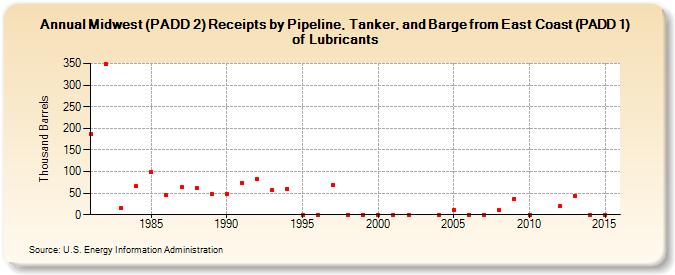 Annual Midwest (PADD 2) Receipts by Pipeline, Tanker, and Barge from East Coast (PADD 1)
of Lubricants
Thousand Barrels
350
300
250
200
150
100
50
0
1985 1990 1995 2000 2005 2010 2015
Source: U.S. Energy Information Administration